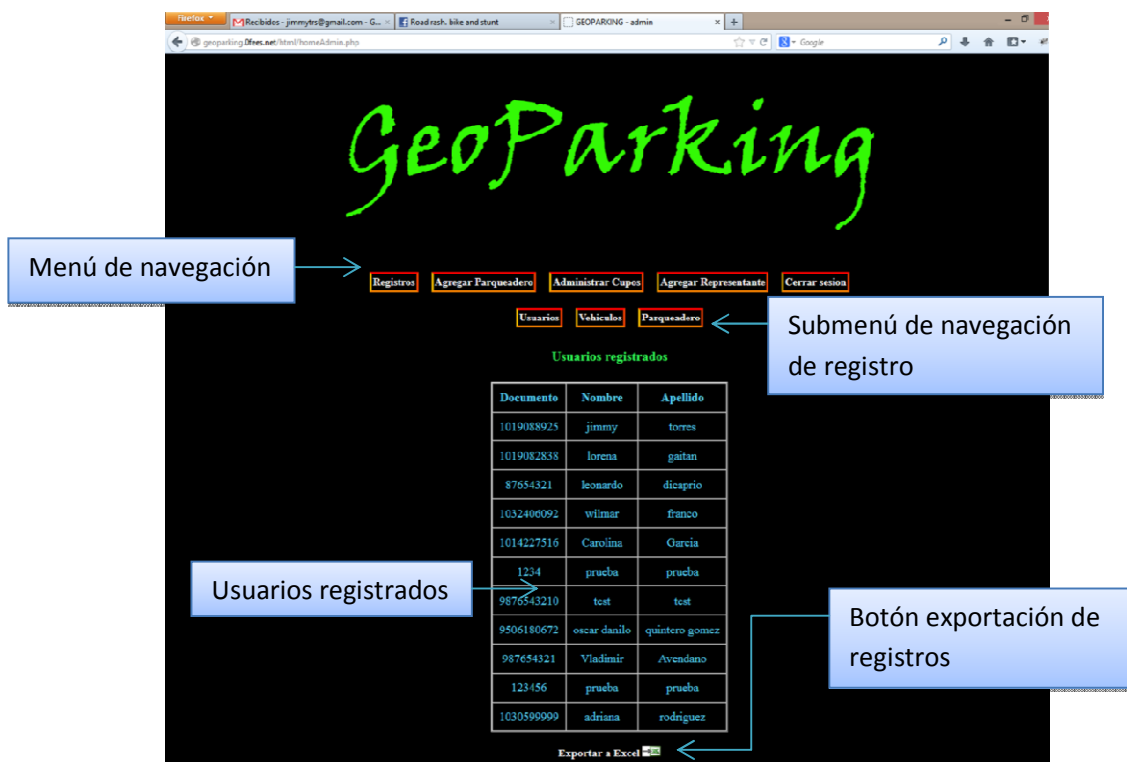 Firefox
Recibidos - jimmytrs@gmail.com - G...
Road rash. bike and stunt
GEOPARKING - admin
geoparking.0fees.net/html/homeAdmin.php
Google
GeoParking
Menú de navegación
Registros Agregar Parqueadero Administrar Cupos Agregar Representante Cerrar sesion
Usuarios Vehiculos Parqueadero
Submenú de navegación
de registro
Usuarios registrados
Documento Nombre Apellido
1019088925 jimmy torres
1019082838 lorena gaitan
87654321 leonardo dicaprio
1032406092 wilmar franco
1014227516 Carolina Garcia
1234 prueba prueba
Usuarios registrados
9876543210 test test
9506180672 oscar danilo quintero gomez
987654321 Vladimir Avendano
123456 prueba prueba
1030599999 adriana rodriguez
Botón exportación de
registros
Exportar a Excel